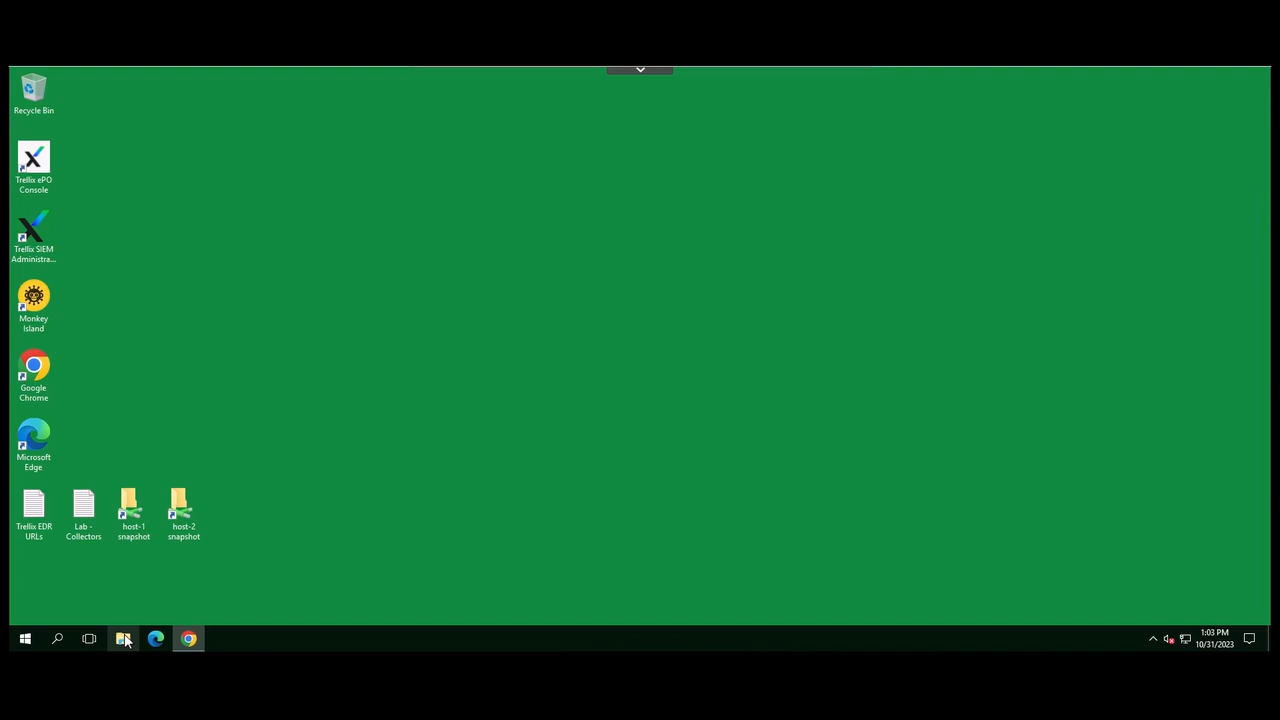 Recycle Bin
Trellix ePO
Console
Trellix SIEM
Administra...
Monkey
Island
Google
Chrome
Microsoft
Edge
Trellix EDR
URLs
Lab -
Collectors
host-1
snapshot
host-2
snapshot
1:03 PM
10/31/2023